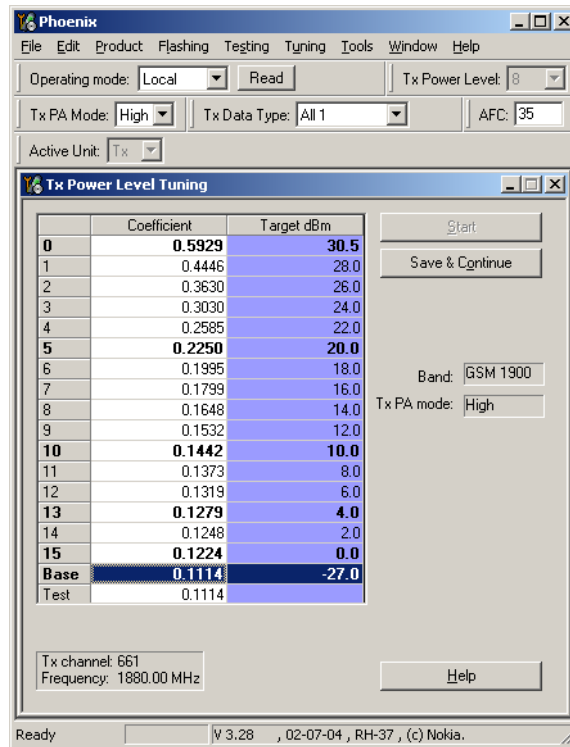 Phoenix
File Edit Product Flashing Testing Tuning Tools Window Help
Operating mode: Local Read Tx Power Level: 8
Tx PA Mode: High Tx Data Type: All 1 AFC: 35
Active Unit: Tx
Tx Power Level Tuning
Coefficient Target dBm
0 0.5929 30.5
1 0.4446 28.0
2 0.3630 26.0
3 0.3030 24.0
4 0.2585 22.0
5 0.2250 20.0
6 0.1995 18.0
7 0.1799 16.0
8 0.1648 14.0
9 0.1532 12.0
10 0.1442 10.0
11 0.1373 8.0
12 0.1319 6.0
13 0.1279 4.0
14 0.1248 2.0
15 0.1224 0.0
Base 0.1114 -27.0
Test 0.1114
Start
Save & Continue
Band: GSM 1900
Tx PA mode: High
Tx channel: 661
Frequency: 1880.00 MHz
Help
Ready V 3.28 , 02-07-04 , RH-37 , (c) Nokia.